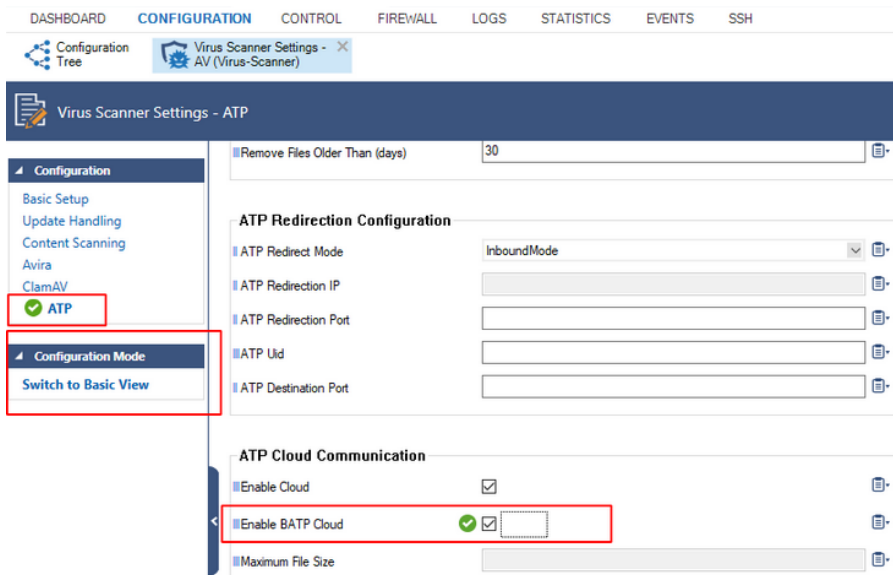 DASHBOARD CONFIGURATION CONTROL FIREWALL LOGS STATISTICS EVENTS SSH
Configuration
Tree
Virus Scanner Settings -
AV (Virus-Scanner)
Virus Scanner Settings - ATP
Configuration
Basic Setup
Update Handling
Content Scanning
Avira
ClamAV
ATP
Configuration Mode
Switch to Basic View
Remove Files Older Than (days) 30
ATP Redirection Configuration
ATP Redirect Mode InboundMode
ATP Redirection IP
ATP Redirection Port
ATP Uid
ATP Destination Port
ATP Cloud Communication
Enable Cloud
Enable BATP Cloud
Maximum File Size